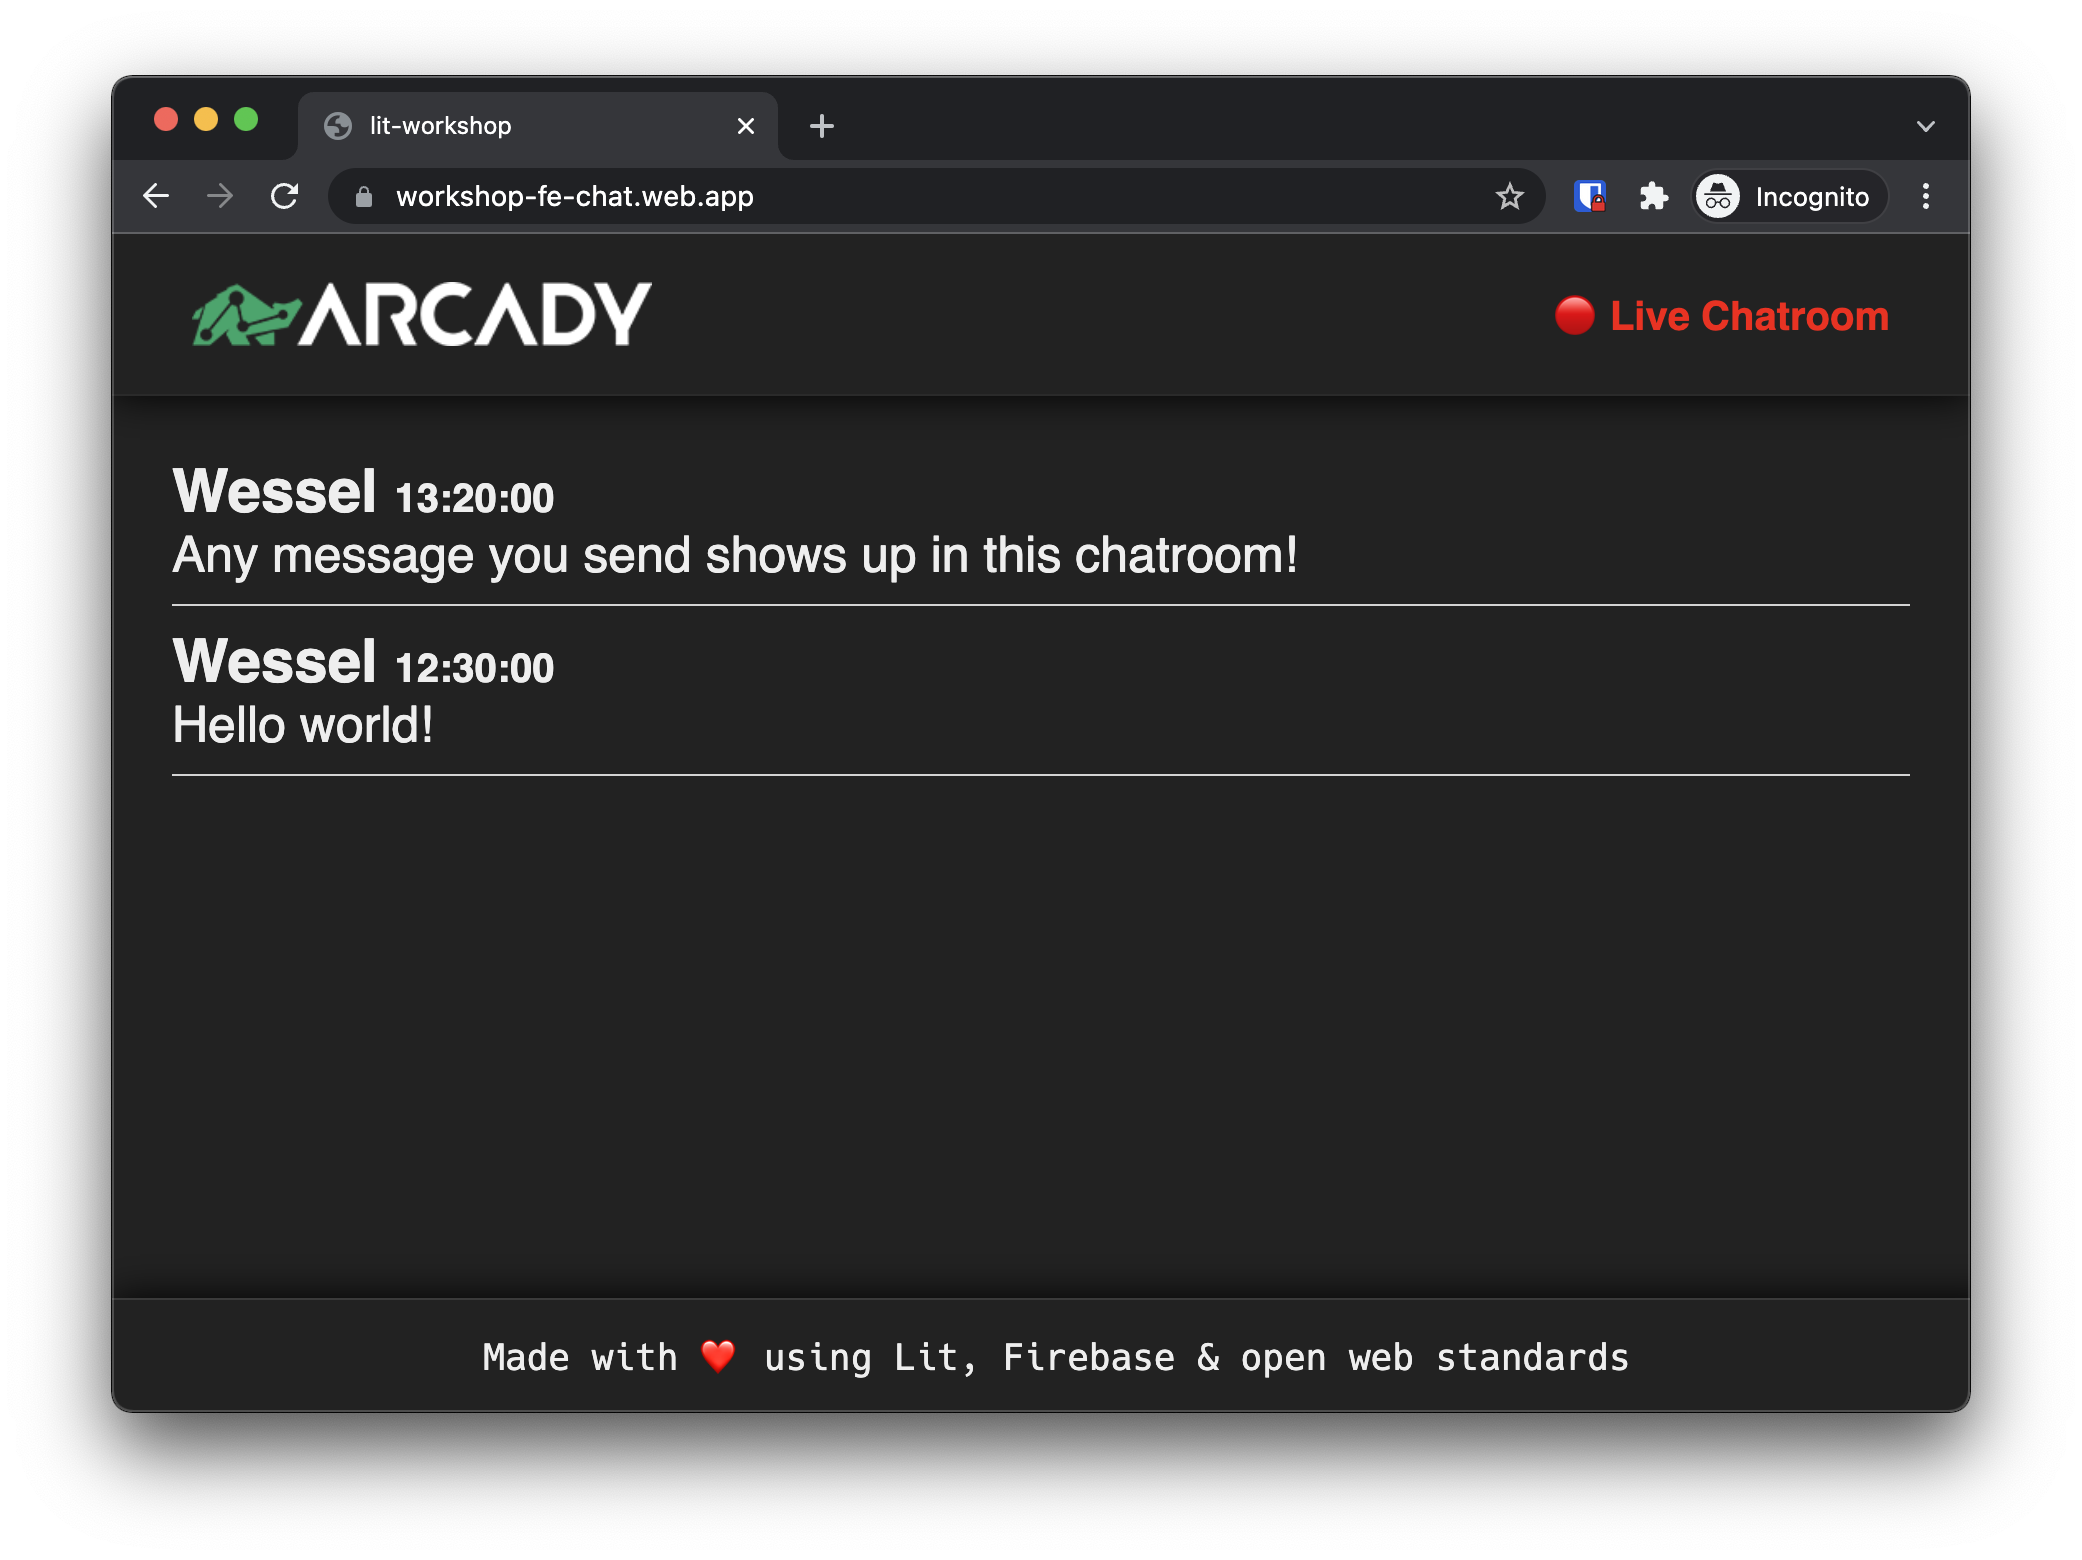 lit-workshop
workshop-fe-chat.web.app
Incognito
ARCADY
🔴 Live Chatroom
Wessel 13:20:00
Any message you send shows up in this chatroom!
Wessel 12:30:00
Hello world!
Made with ❤️ using Lit, Firebase & open web standards